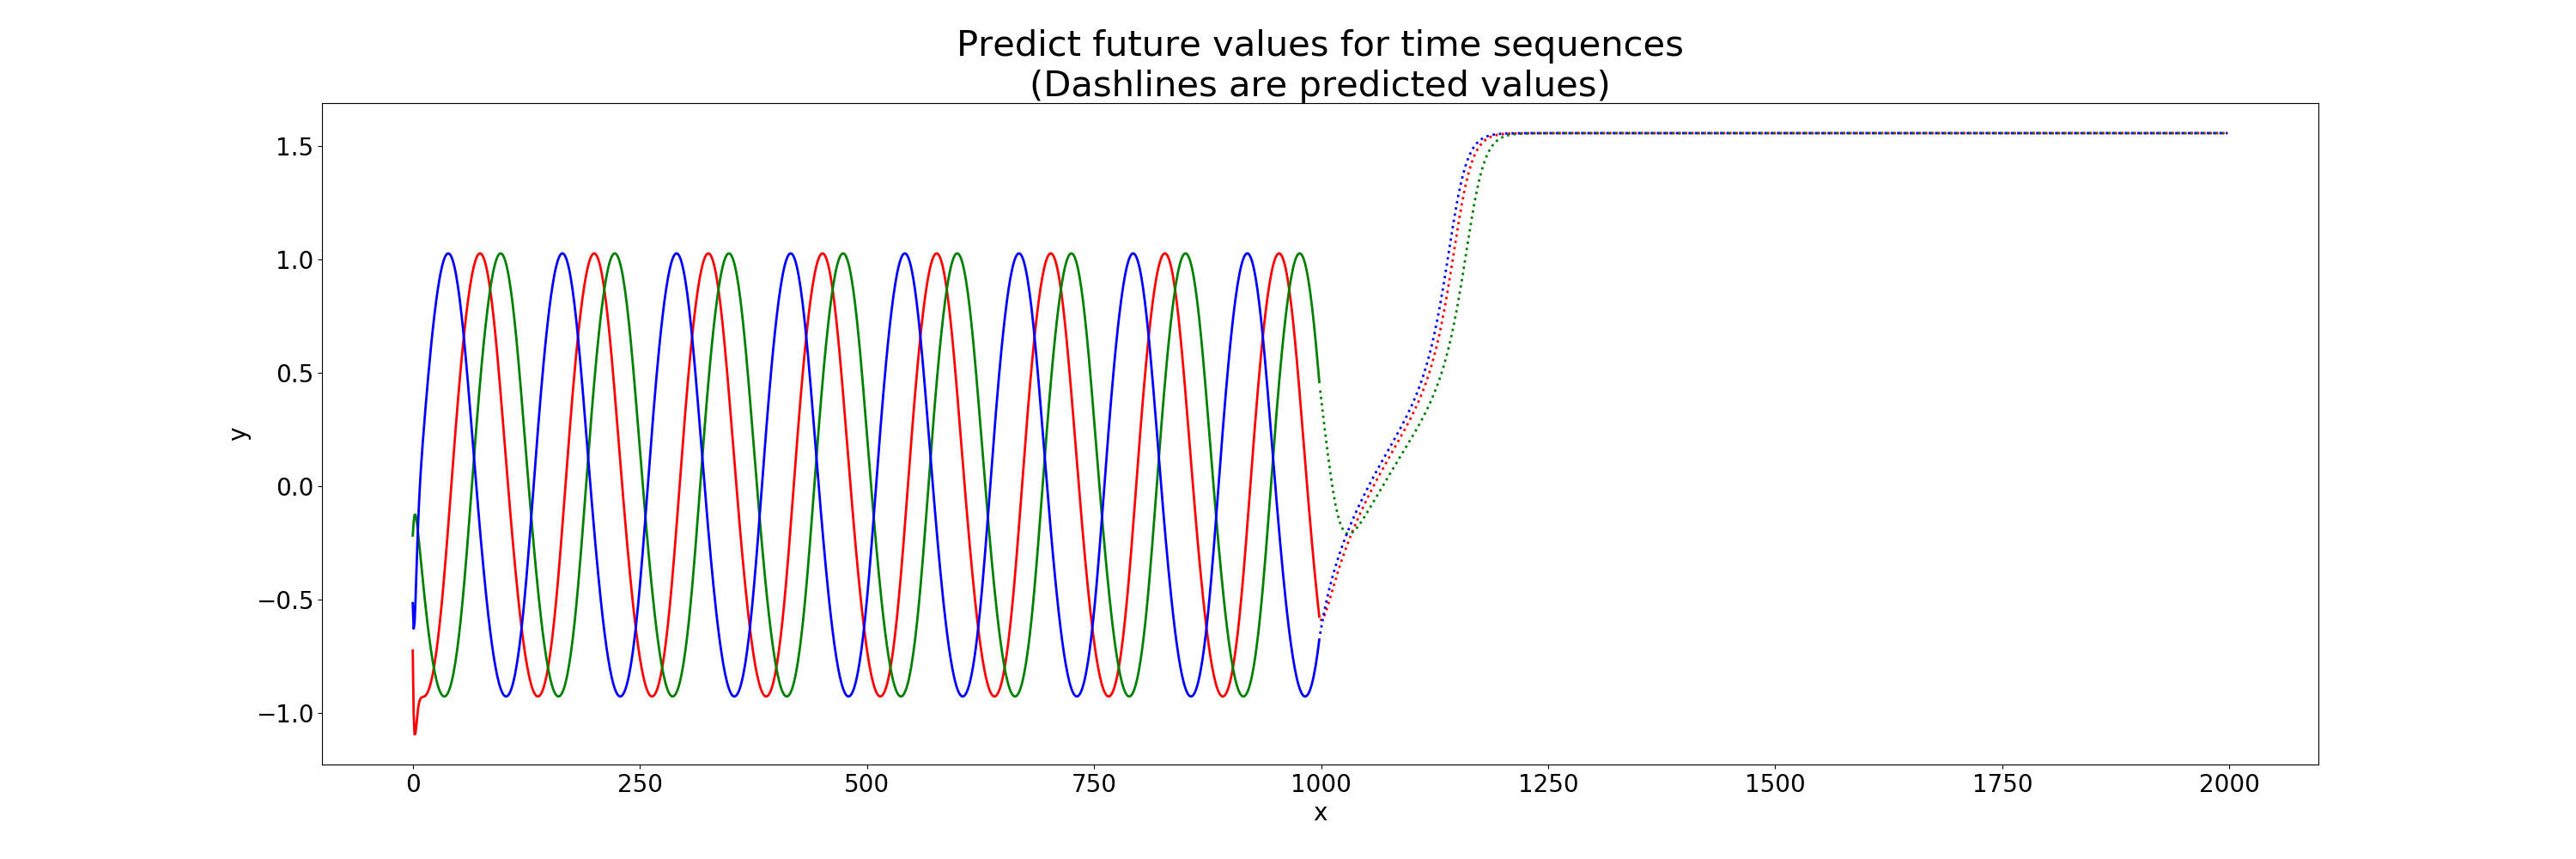 Predict future values for time sequences
(Dashlines are predicted values)
1.5
1.0
0.5
0.0
−0.5
−1.0
y
0 250 500 750 1000 1250 1500 1750 2000
x